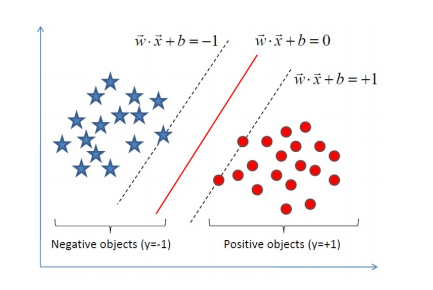 w⃗·x⃗+b=−1
w⃗·x⃗+b=0
w⃗·x⃗+b=+1
Negative objects (y=-1)
Positive objects (y=+1)